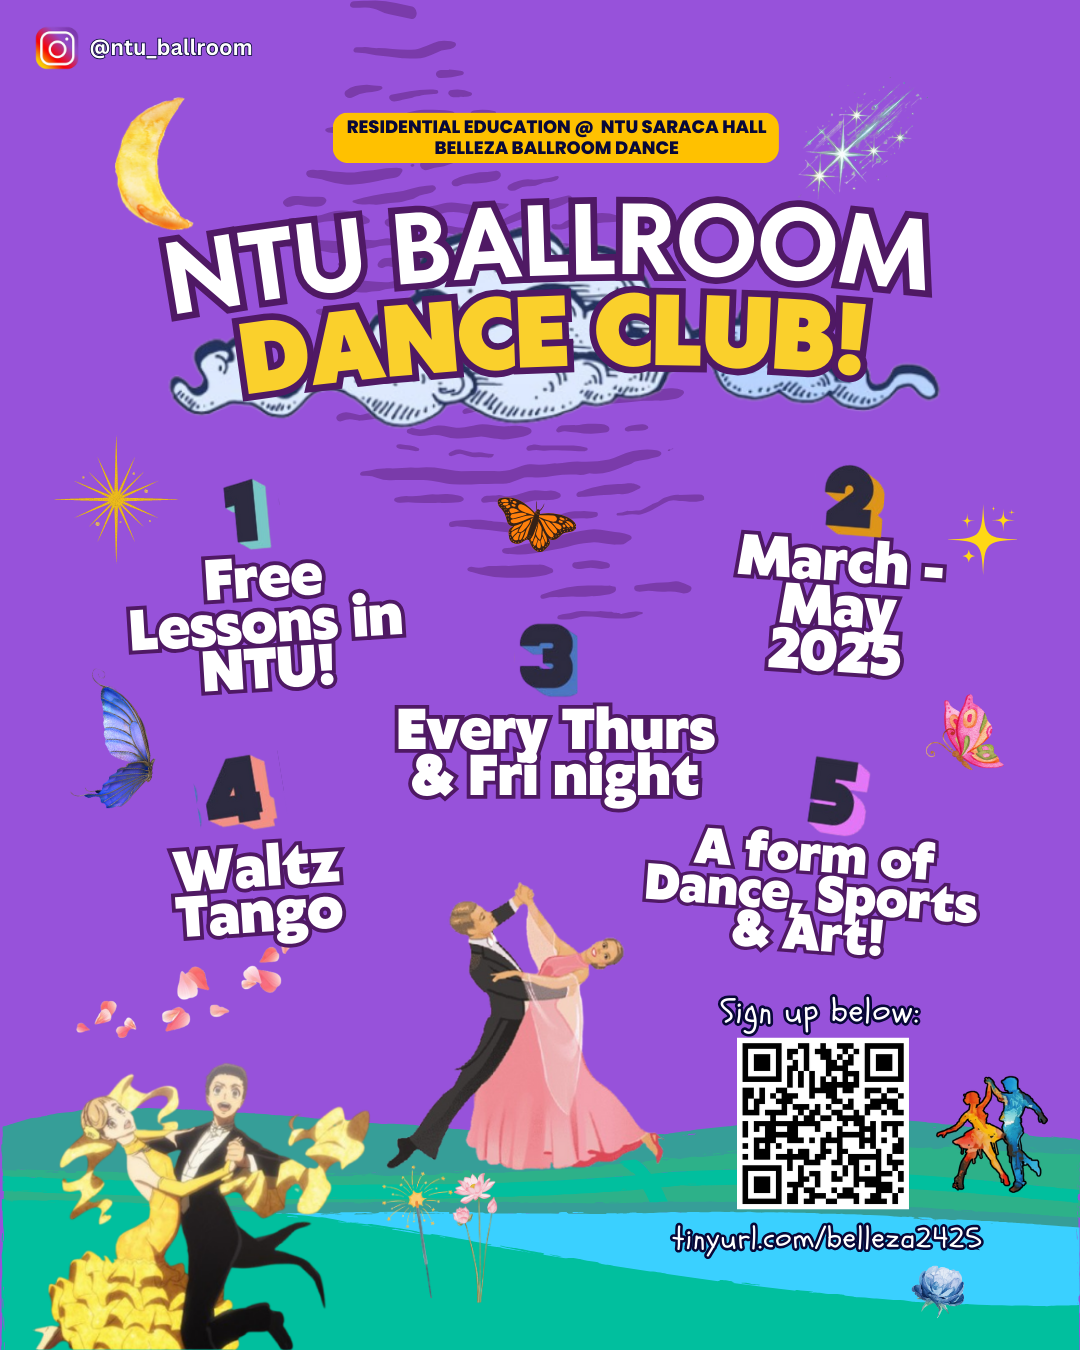 @ntu_ballroom
RESIDENTIAL EDUCATION @ NTU SARACA HALL
BELLEZA BALLROOM DANCE
NTU BALLROOM
DANCE CLUB!
1
Free
Lessons in
NTU!
2
March -
May
2025
3
Every Thurs
& Fri night
4
Waltz
Tango
5
A form of
Dance, Sports
& Art!
Sign up below:
tinyurl.com/belleza2425